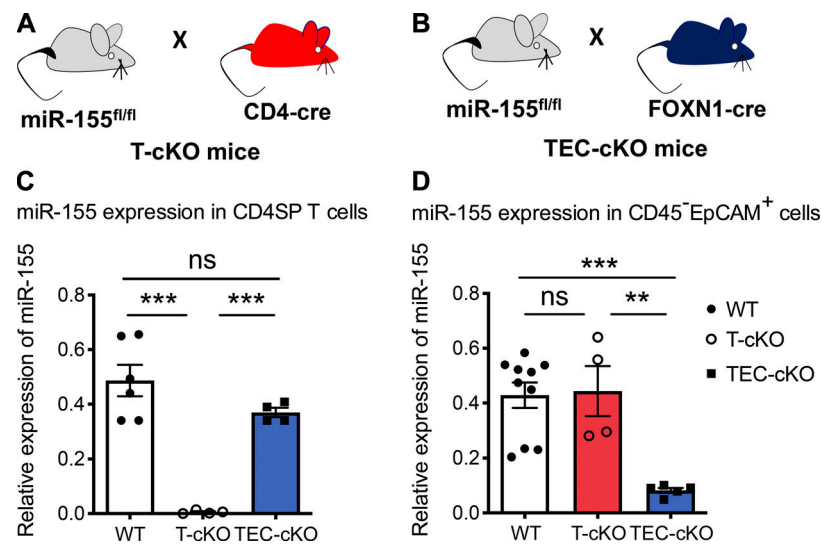 A
X
miR-155fl/fl
CD4-cre
T-cKO mice
B
X
miR-155fl/fl
FOXN1-cre
TEC-cKO mice
C
miR-155 expression in CD4SP T cells
Relative expression of miR-155
ns
*** ***
0.8
0.6
0.4
0.2
0.0
WT T-cKO TEC-cKO
D
miR-155 expression in CD45-EpCAM+ cells
Relative expression of miR-155
***
ns **
0.8
0.6
0.4
0.2
0.0
WT T-cKO TEC-cKO
WT
T-cKO
TEC-cKO